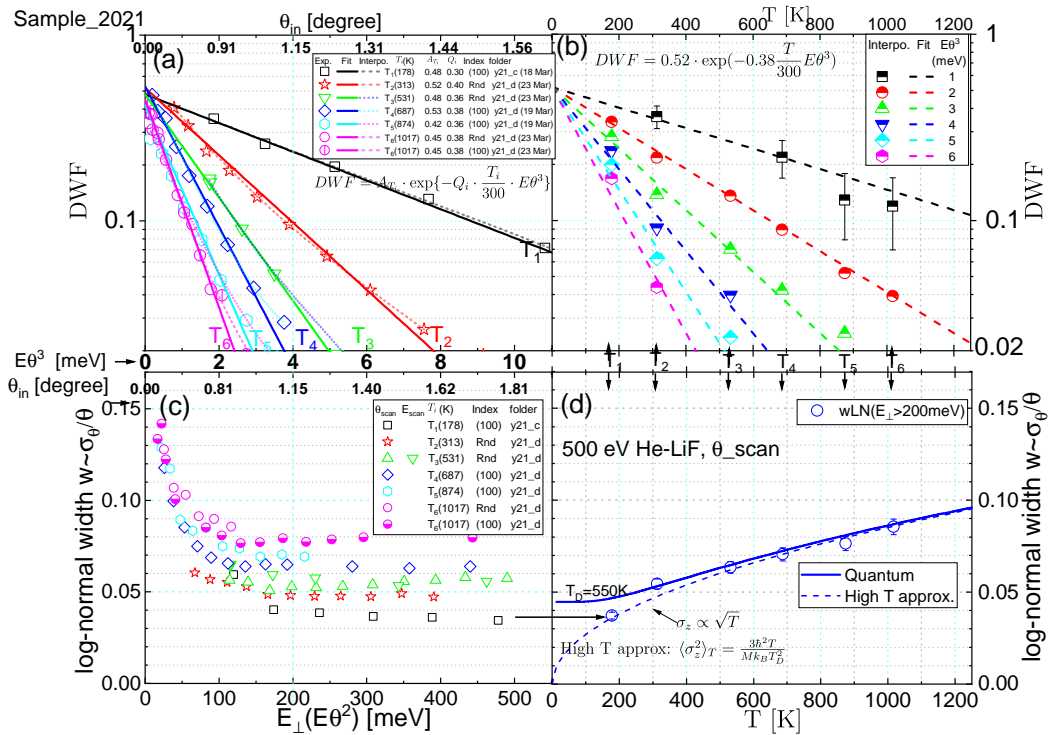 Sample_2021
θin [degree]
0.00 0.91 1.15 1.31 1.44 1.56
T [K]
0 200 400 600 800 1000 1200
(a)
Exp. Fit Interpo. Ti(K) ATi Qi Index folder
T1(178) 0.48 0.30 (100) y21_c (18 Mar)
T2(313) 0.52 0.40 Rnd y21_d (23 Mar)
T3(531) 0.48 0.36 Rnd y21_d (23 Mar)
T4(687) 0.53 0.38 (100) y21_d (19 Mar)
T5(874) 0.42 0.36 (100) y21_d (19 Mar)
T6(1017) 0.45 0.38 Rnd y21_d (23 Mar)
T6(1017) 0.45 0.38 (100) y21_d (23 Mar)
DWF = ATi · exp{−Qi · Ti/300 · Eθ³}
DWF
0.1
T1
T2
T3
T4
T5
T6
(b)
DWF = 0.52 · exp(−0.38 T/300 Eθ³)
Interpo. Fit Eθ³
(meV)
1
2
3
4
5
6
DWF
0.1
0.02
Eθ³ [meV]
0 2 4 6 8 10
θin [degree]
0.00 0.81 1.15 1.40 1.62 1.81
T1 T2 T3 T4 T5 T6
(c)
θscan Escan Ti (K) Index folder
T1(178) (100) y21_c
T2(313) Rnd y21_d
T3(531) Rnd y21_d
T4(687) (100) y21_d
T5(874) (100) y21_d
T6(1017) Rnd y21_d
T6(1017) (100) y21_d
log-normal width w~σθ/θ
0.15
0.10
0.05
0.00
0 100 200 300 400 500
E⊥(Eθ²) [meV]
(d)
wLN(E⊥>200meV)
500 eV He-LiF, θ_scan
TD=550K
Quantum
High T approx.
σz ∝ √T
High T approx: ⟨σz²⟩T = 3ħ²T/MkBTD²
log-normal width w~σθ/θ
0.15
0.10
0.05
0.00
0 200 400 600 800 1000 1200
T [K]